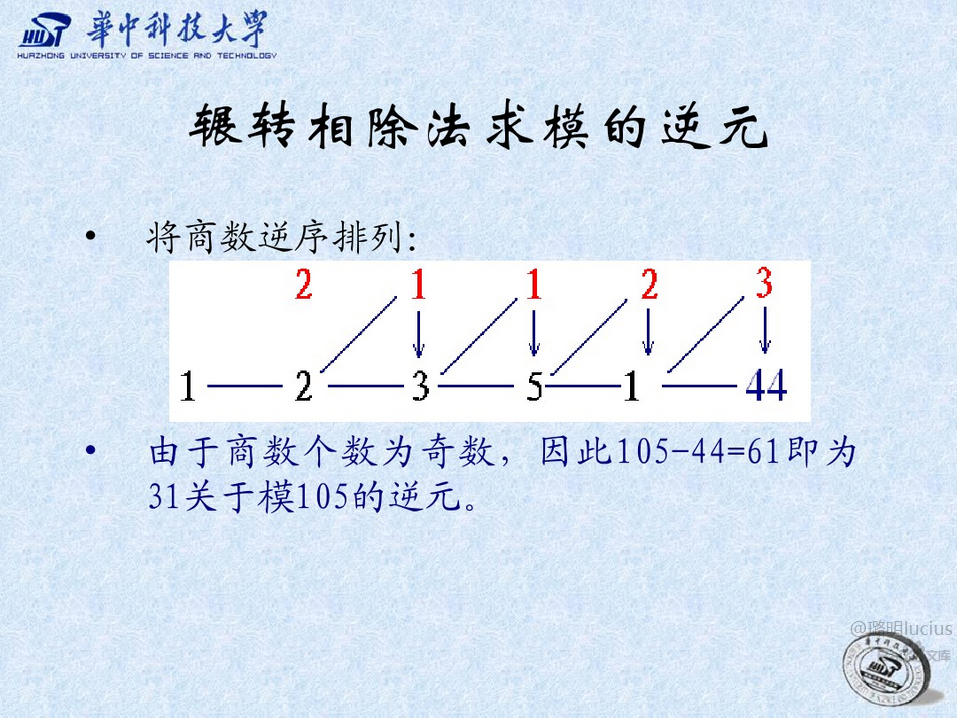 華中科技大學
HUAZHONG UNIVERSITY OF SCIENCE AND TECHNOLOGY
辗转相除法求模的逆元
• 将商数逆序排列:
2 1 1 2 3
1 2 3 5 1 44
• 由于商数个数为奇数, 因此105-44=61即为
31关于模105的逆元。
@璐明lucius
文库